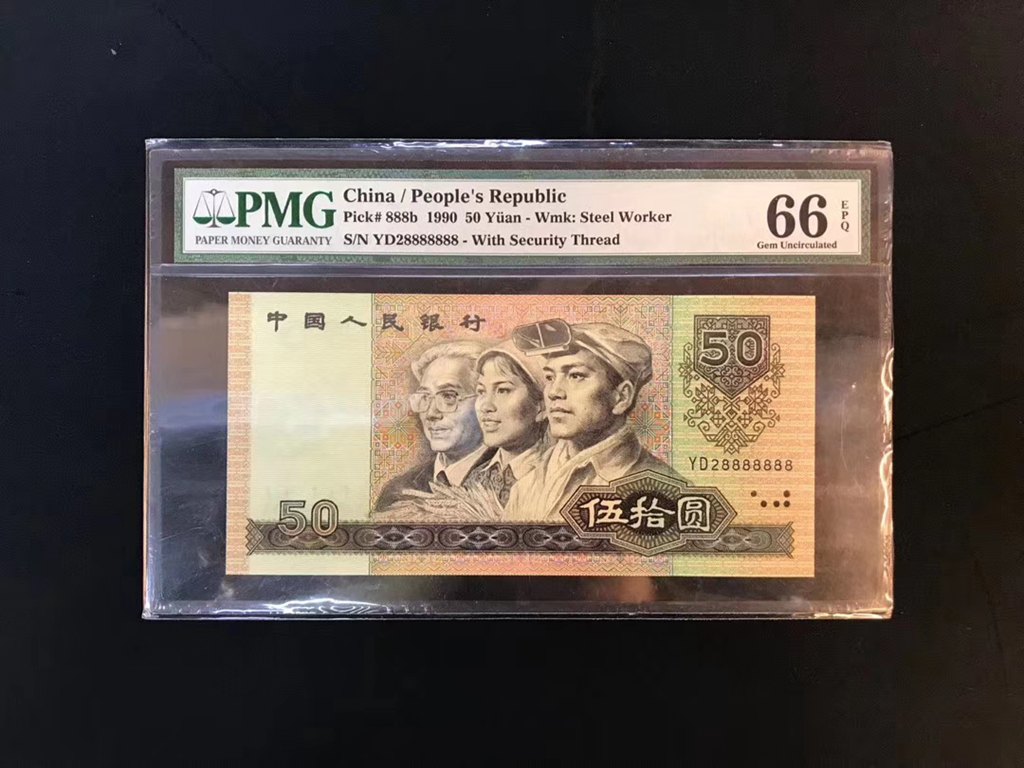 PMG
PAPER MONEY GUARANTY
China / People's Republic
Pick# 888b 1990 50 Yüan - Wmk: Steel Worker
S/N YD28888888 - With Security Thread
66
EPQ
Gem Uncirculated
中国人民银行
50
YD28888888
50
伍拾圆